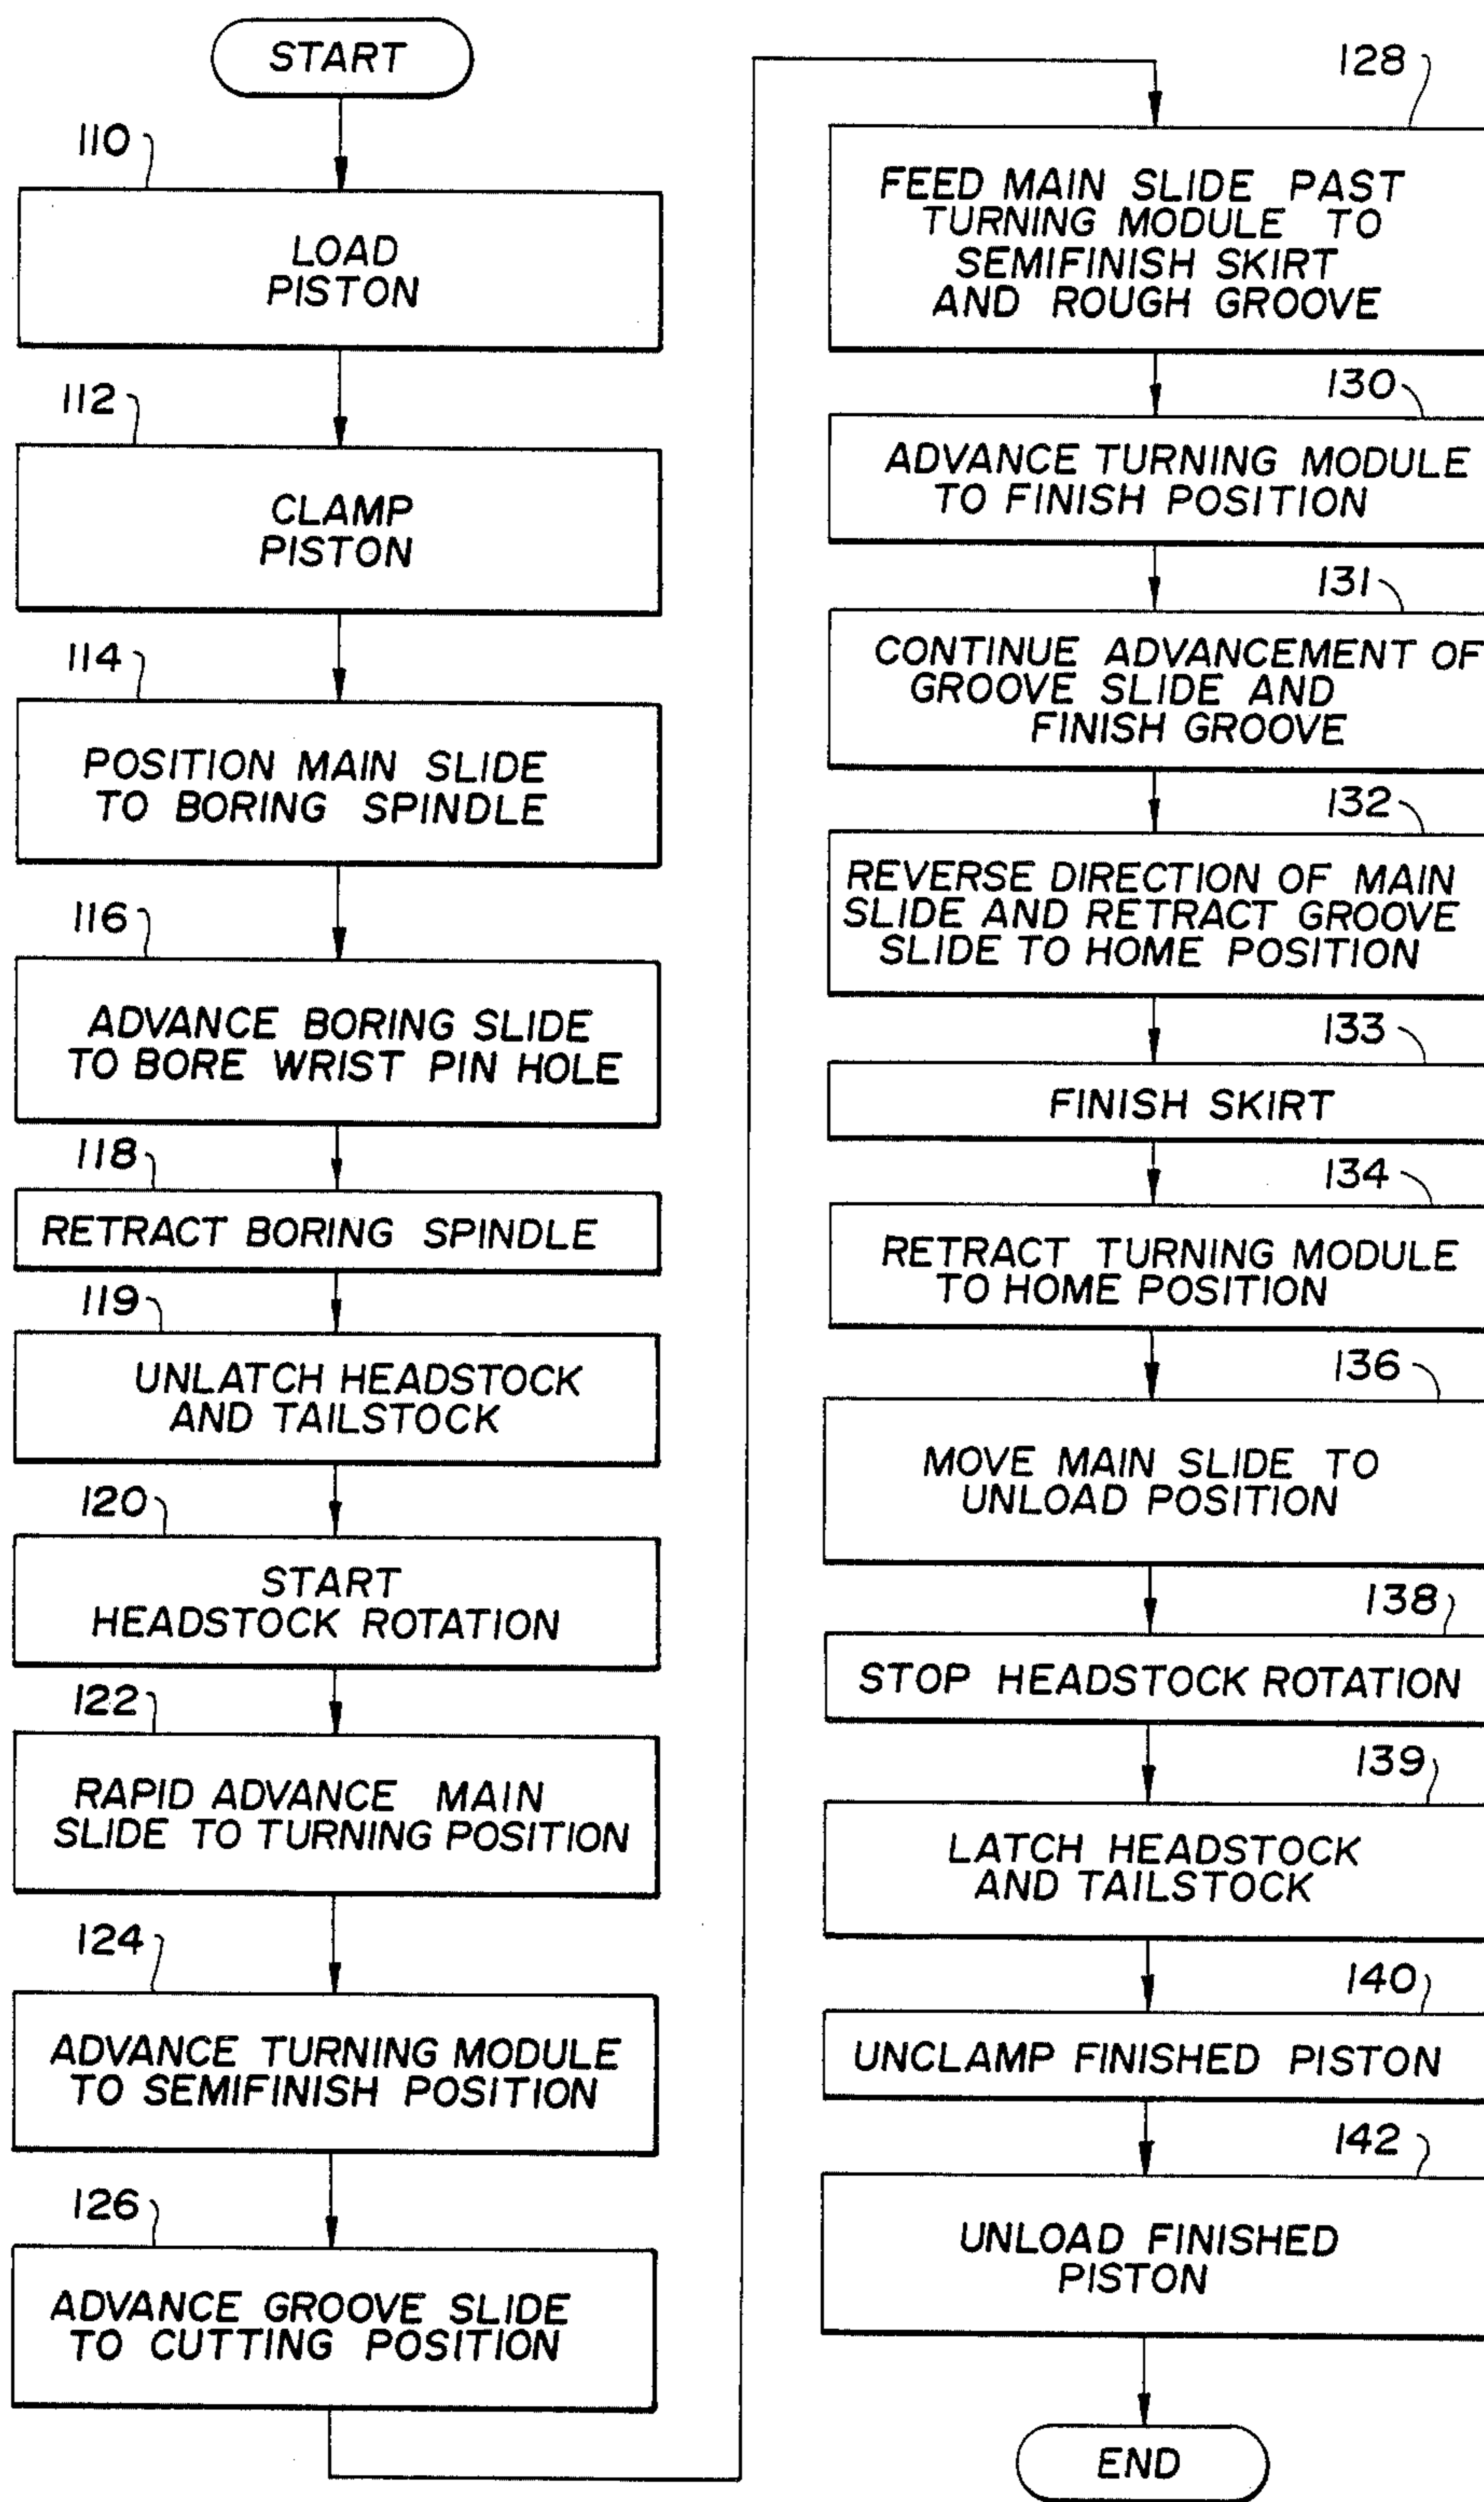 START
110
LOAD
PISTON
112
CLAMP
PISTON
114
POSITION MAIN SLIDE
TO BORING SPINDLE
116
ADVANCE BORING SLIDE
TO BORE WRIST PIN HOLE
118
RETRACT BORING SPINDLE
119
UNLATCH HEADSTOCK
AND TAILSTOCK
120
START
HEADSTOCK ROTATION
122
RAPID ADVANCE MAIN
SLIDE TO TURNING POSITION
124
ADVANCE TURNING MODULE
TO SEMIFINISH POSITION
126
ADVANCE GROOVE SLIDE
TO CUTTING POSITION
128
FEED MAIN SLIDE PAST
TURNING MODULE TO
SEMIFINISH SKIRT
AND ROUGH GROOVE
130
ADVANCE TURNING MODULE
TO FINISH POSITION
131
CONTINUE ADVANCEMENT OF
GROOVE SLIDE AND
FINISH GROOVE
132
REVERSE DIRECTION OF MAIN
SLIDE AND RETRACT GROOVE
SLIDE TO HOME POSITION
133
FINISH SKIRT
134
RETRACT TURNING MODULE
TO HOME POSITION
136
MOVE MAIN SLIDE TO
UNLOAD POSITION
138
STOP HEADSTOCK ROTATION
139
LATCH HEADSTOCK
AND TAILSTOCK
140
UNCLAMP FINISHED PISTON
142
UNLOAD FINISHED
PISTON
END